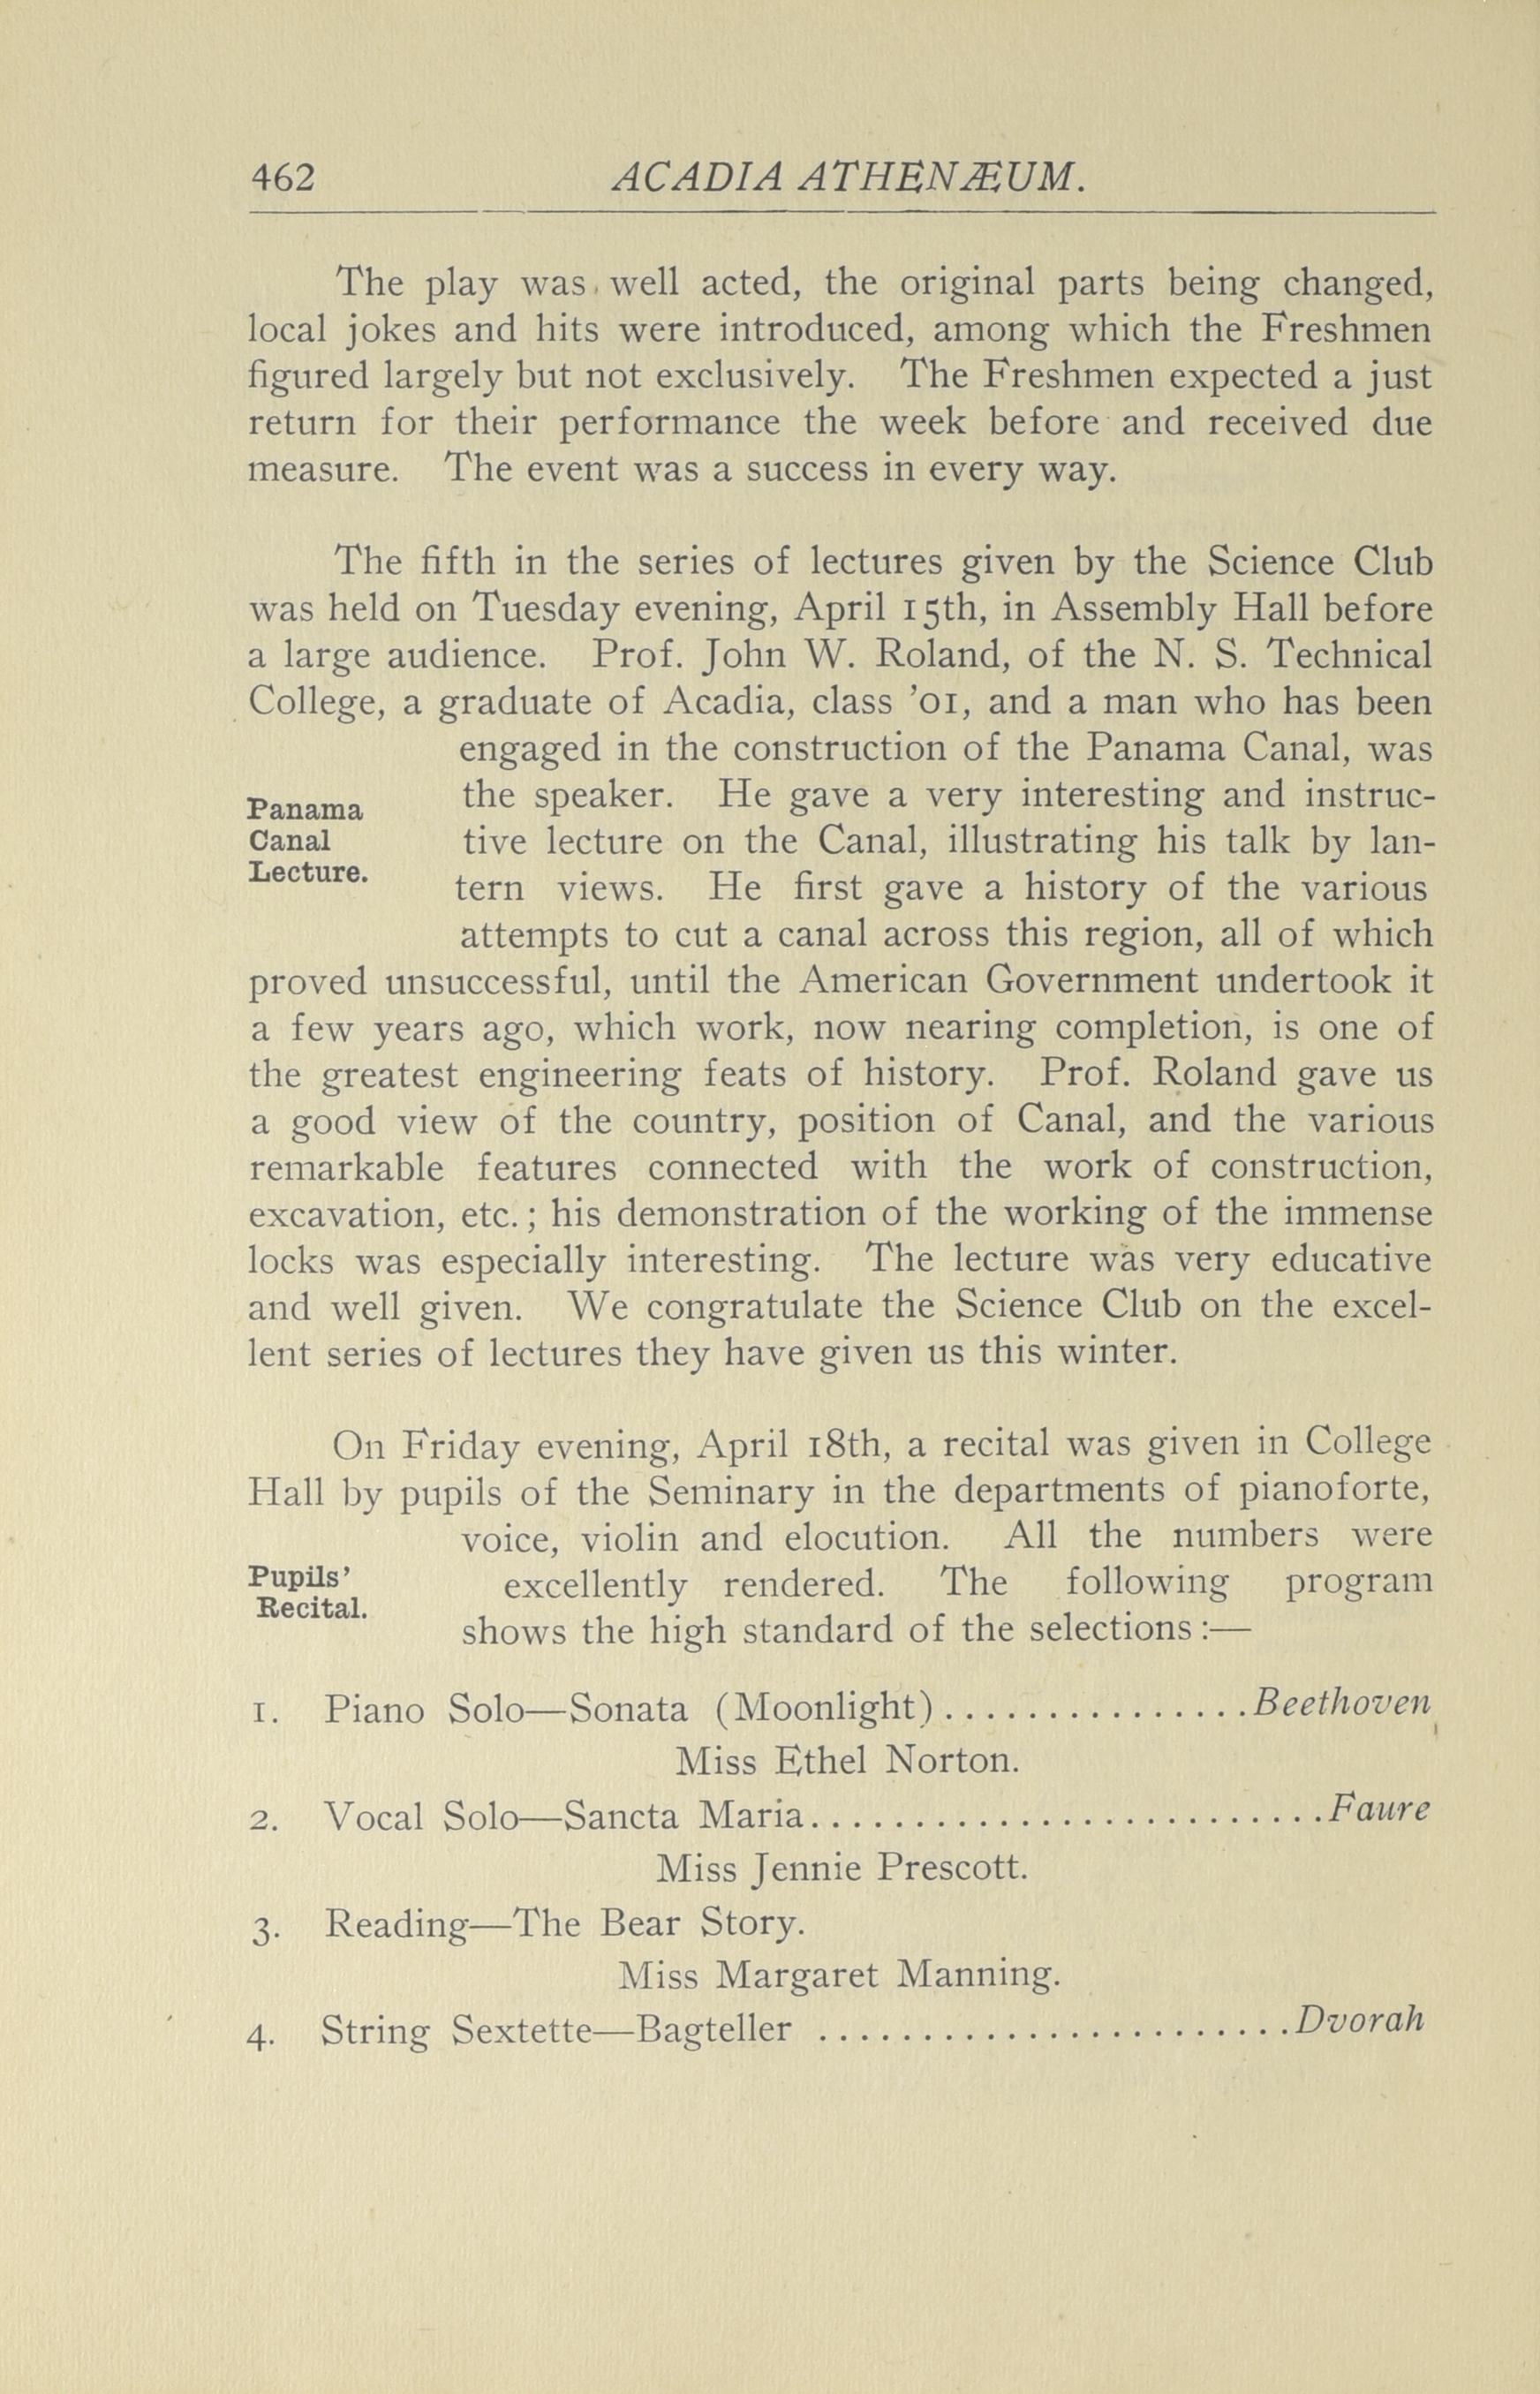 462 ACADIA ATHENÆUM.
The play was well acted, the original parts being changed,
local jokes and hits were introduced, among which the Freshmen
figured largely but not exclusively. The Freshmen expected a just
return for their performance the week before and received due
measure. The event was a success in every way.
The fifth in the series of lectures given by the Science Club
was held on Tuesday evening, April 15th, in Assembly Hall before
a large audience. Prof. John W. Roland, of the N. S. Technical
College, a graduate of Acadia, class ’01, and a man who has been
Panama
Canal
Lecture.
engaged in the construction of the Panama Canal, was
the speaker. He gave a very interesting and instruc-
tive lecture on the Canal, illustrating his talk by lan-
tern views. He first gave a history of the various
attempts to cut a canal across this region, all of which
proved unsuccessful, until the American Government undertook it
a few years ago, which work, now nearing completion, is one of
the greatest engineering feats of history. Prof. Roland gave us
a good view of the country, position of Canal, and the various
remarkable features connected with the work of construction,
excavation, etc.; his demonstration of the working of the immense
locks was especially interesting. The lecture was very educative
and well given. We congratulate the Science Club on the excel-
lent series of lectures they have given us this winter.
On Friday evening, April 18th, a recital was given in College
Hall by pupils of the Seminary in the departments of pianoforte,
Pupils’
Recital.
voice, violin and elocution. All the numbers were
excellently rendered. The following program
shows the high standard of the selections:—
1. Piano Solo—Sonata (Moonlight)...............Beethoven
Miss Ethel Norton.
2. Vocal Solo—Sancta Maria.........................Faure
Miss Jennie Prescott.
3. Reading—The Bear Story.
Miss Margaret Manning.
4. String Sextette—Bagteller .......................Dvorah